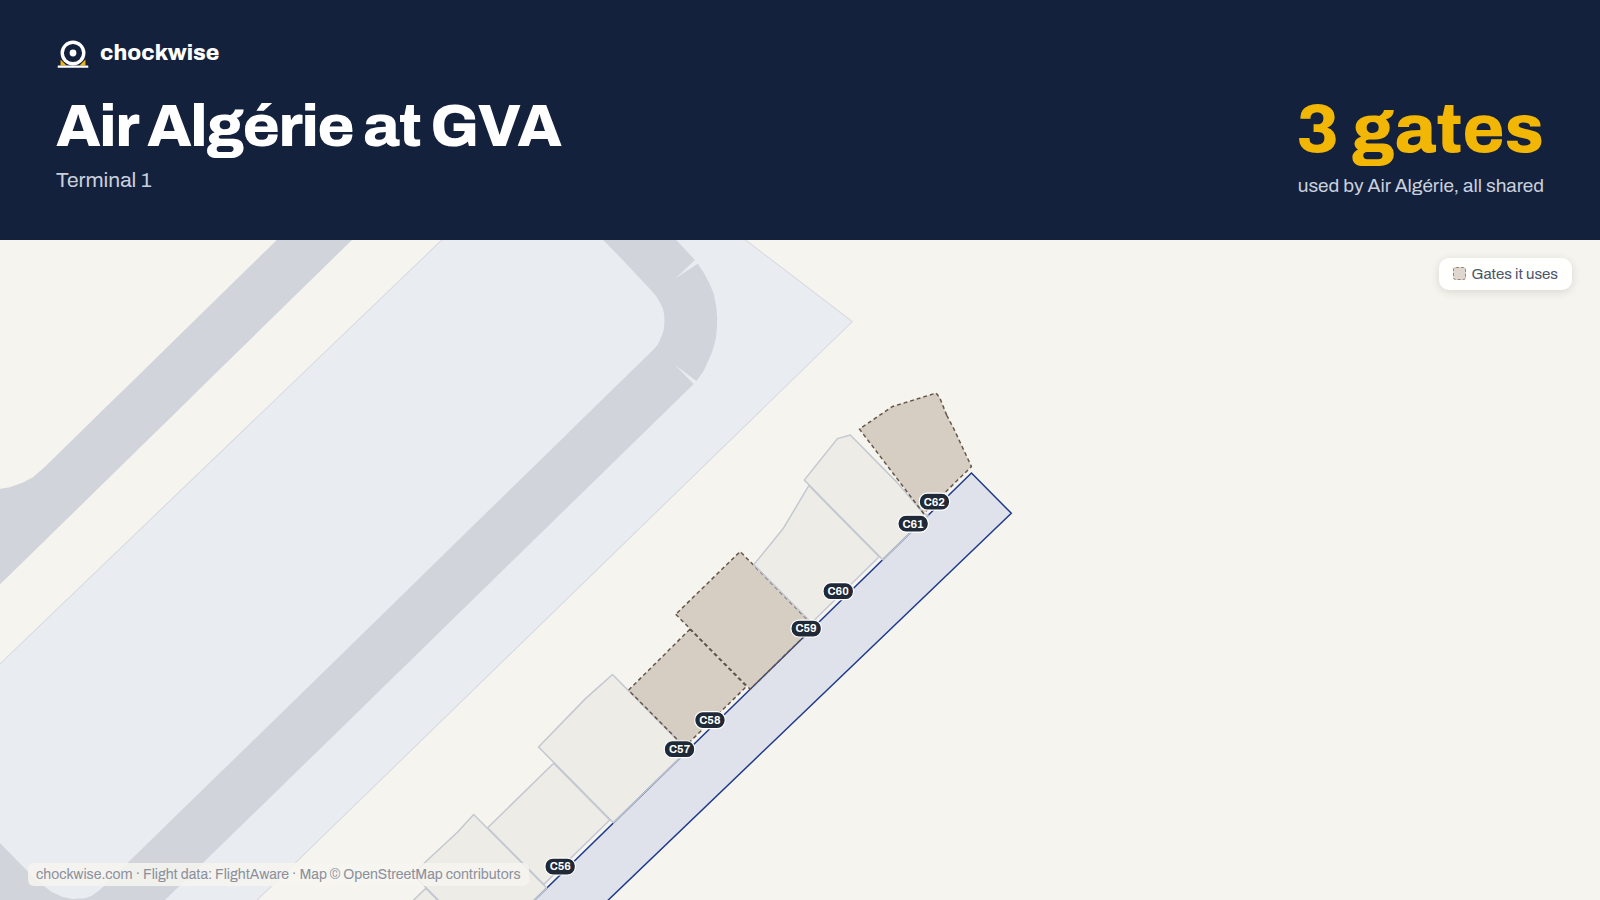 chockwise
Air Algérie at GVA
Terminal 1
3 gates
used by Air Algérie, all shared
Gates it uses
C62
C61
C60
C59
C58
C57
C56
chockwise.com · Flight data: FlightAware · Map © OpenStreetMap contributors